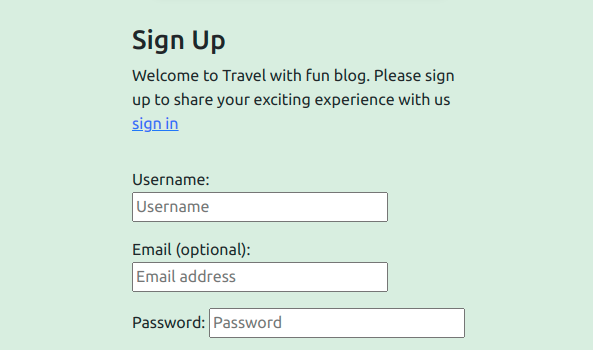 Sign Up
Welcome to Travel with fun blog. Please sign
up to share your exciting experience with us
sign in
Username:
Username
Email (optional):
Email address
Password: Password